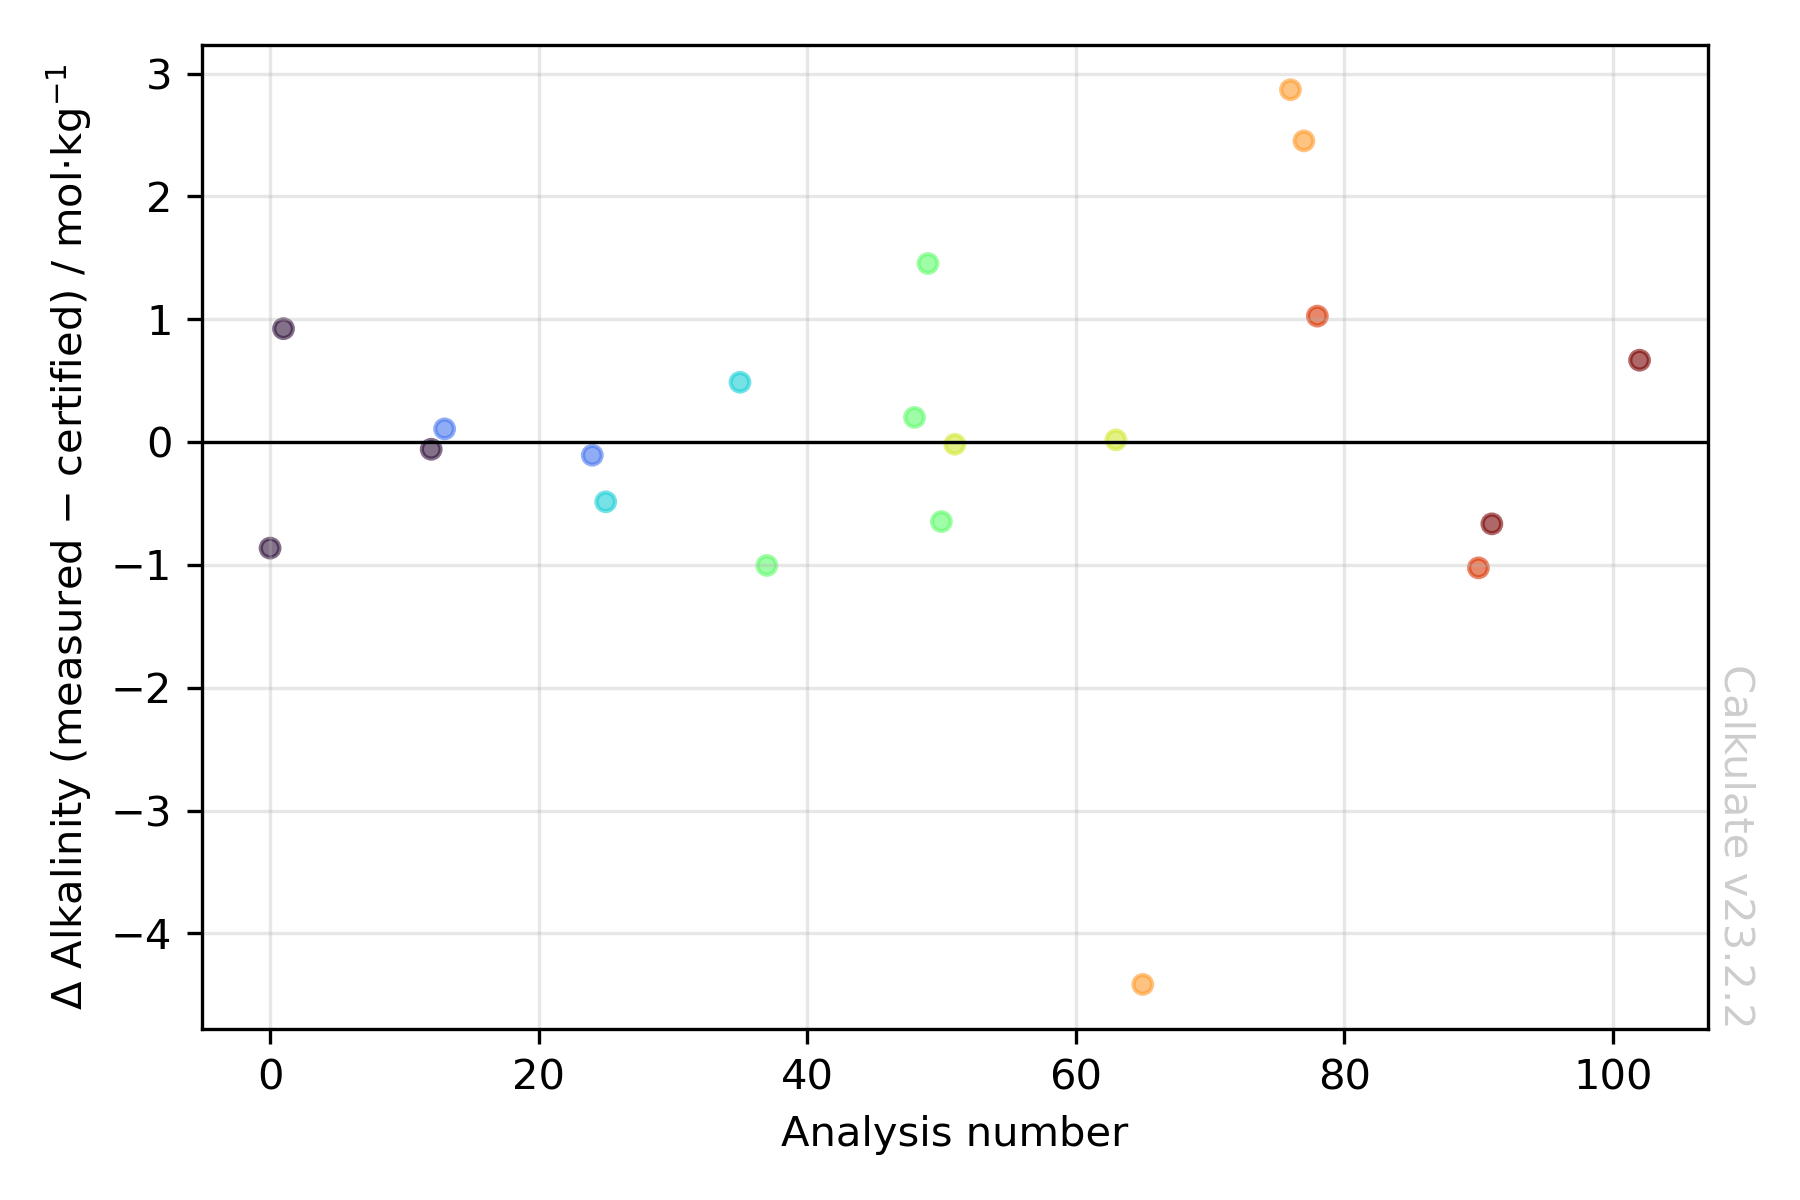 Δ Alkalinity (measured − certified) / mol·kg⁻¹
3
2
1
0
−1
−2
−3
−4
0 20 40 60 80 100
Analysis number
Calkulate v23.2.2